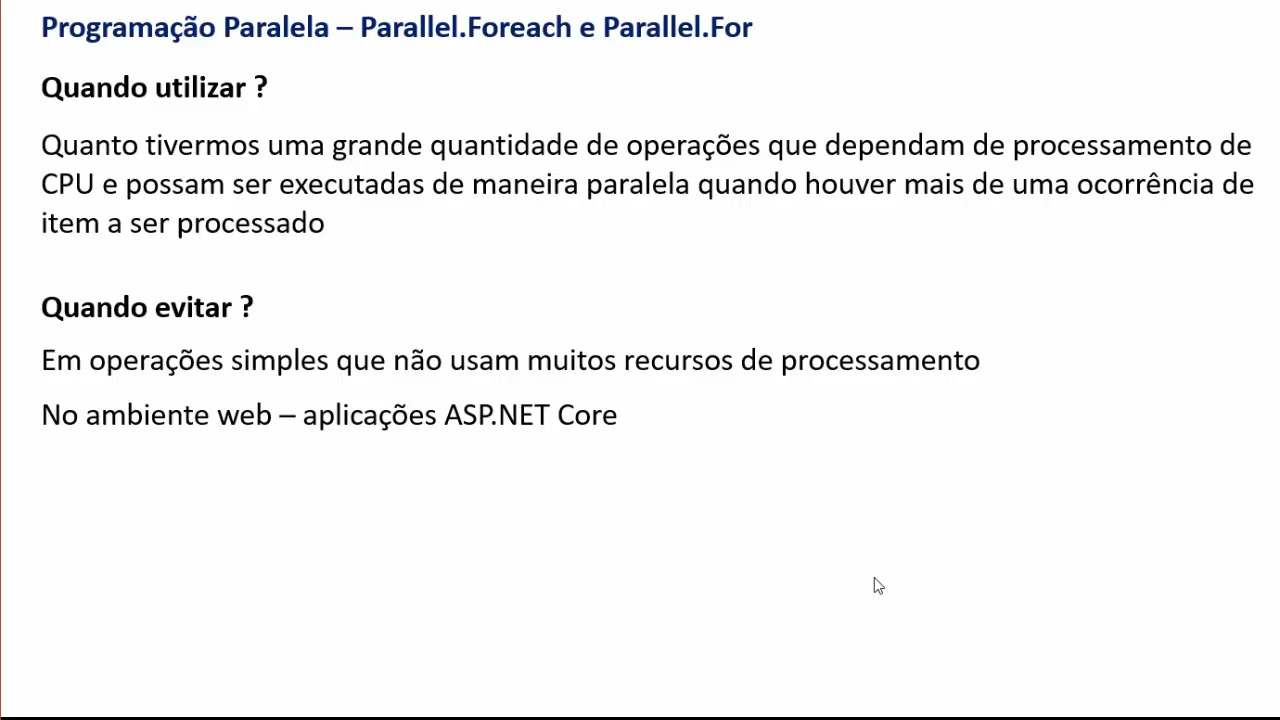 Programação Paralela – Parallel.Foreach e Parallel.For
Quando utilizar ?
Quanto tivermos uma grande quantidade de operações que dependam de processamento de
CPU e possam ser executadas de maneira paralela quando houver mais de uma ocorrência de
item a ser processado
Quando evitar ?
Em operações simples que não usam muitos recursos de processamento
No ambiente web – aplicações ASP.NET Core